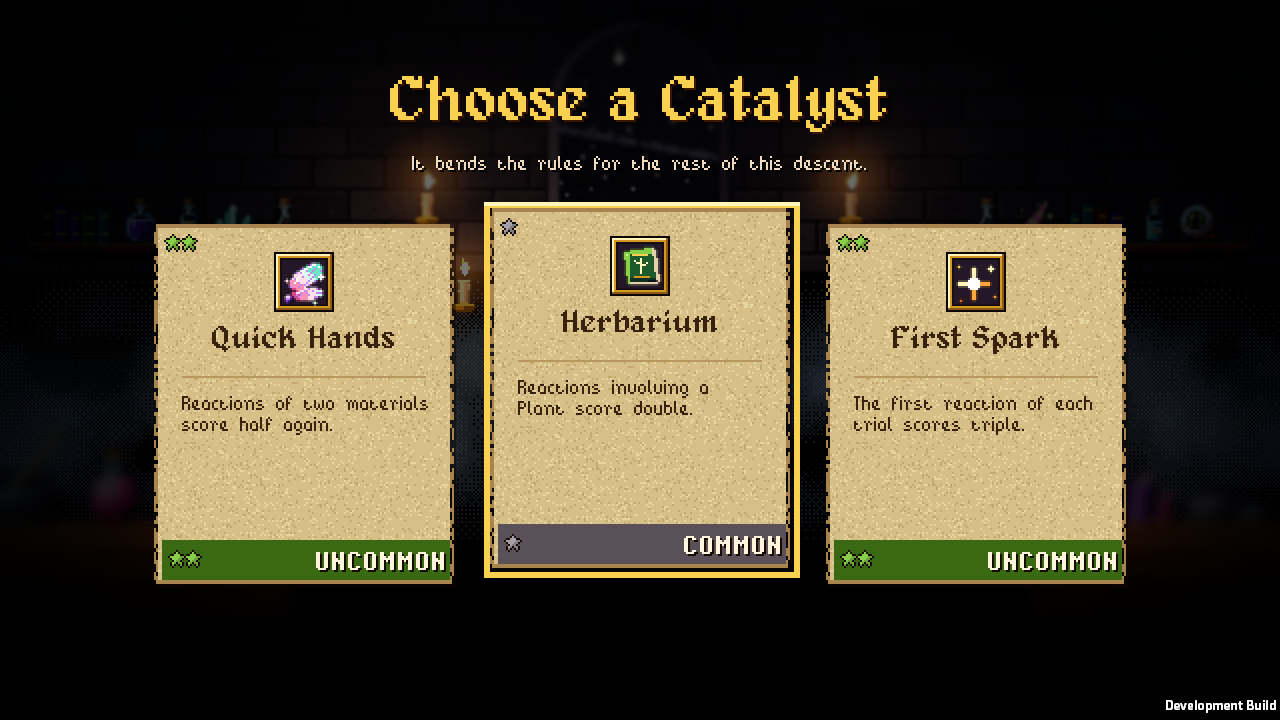 Choose a Catalyst
It bends the rules for the rest of this descent.
Quick Hands
Reactions of two materials
score half again.
UNCOMMON
Herbarium
Reactions involving a
Plant score double.
COMMON
First Spark
The first reaction of each
trial scores triple.
UNCOMMON
Development Build